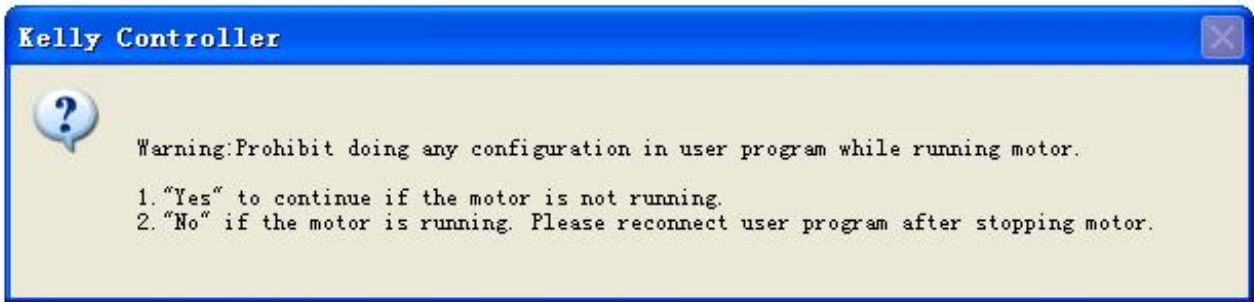 Kelly Controller
?
Warning:Prohibit doing any configuration in user program while running motor.
1."Yes" to continue if the motor is not running.
2."No" if the motor is running. Please reconnect user program after stopping motor.